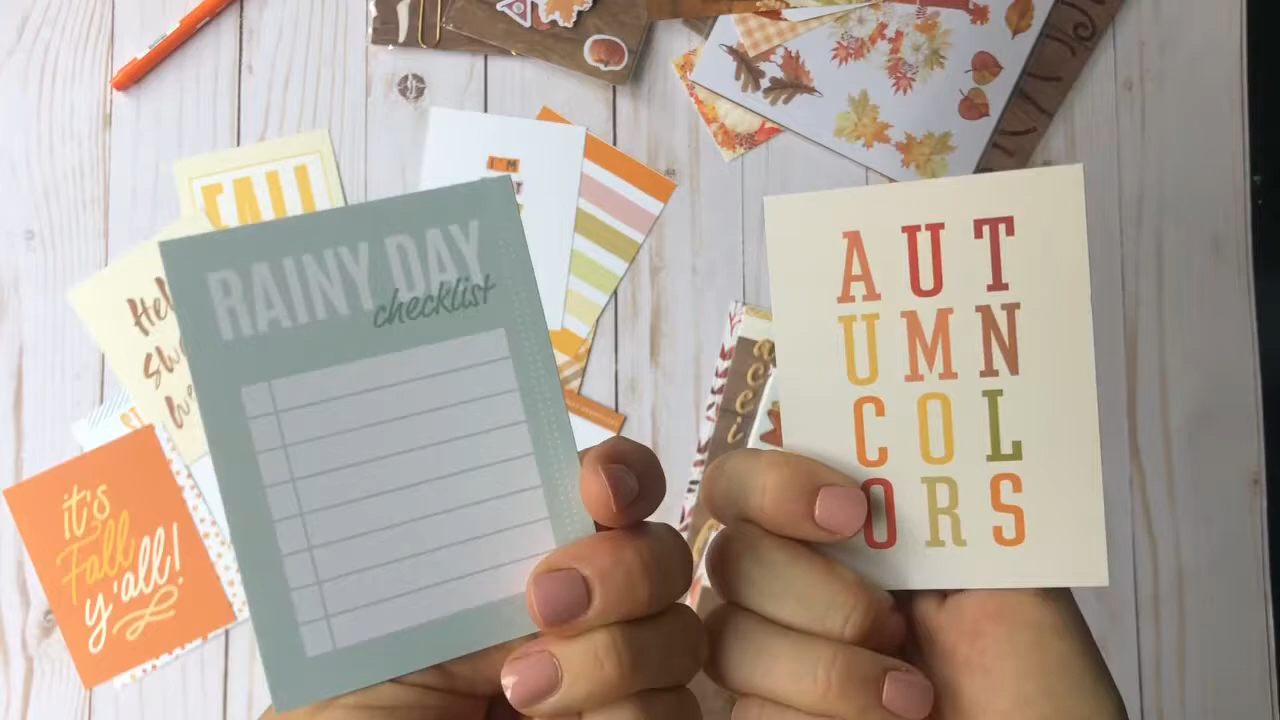 I'M
FALL
RAINY DAY
checklist
it's
Fall
y'all!
AUT
UMN
COL
ORS